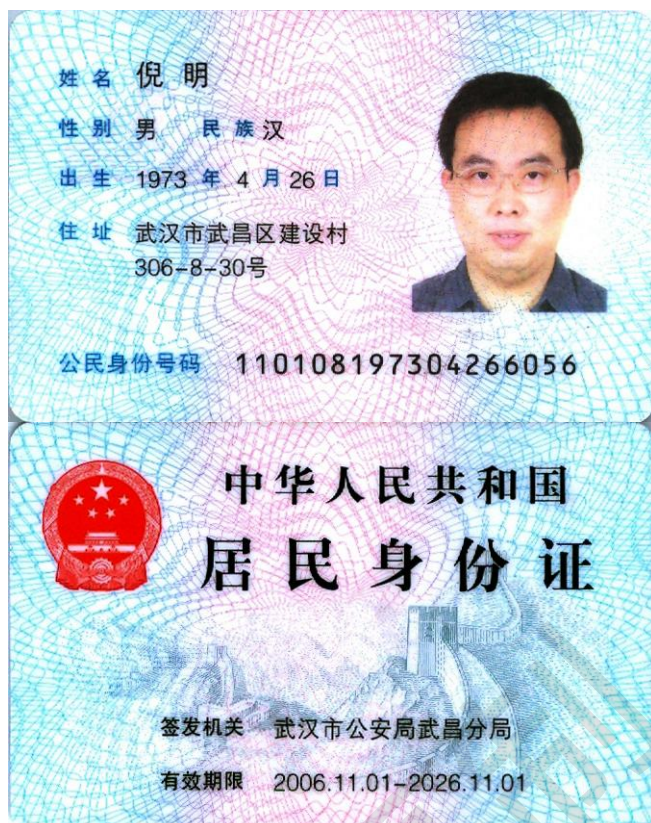 姓名 倪明
性别 男 民族 汉
出生 1973 年 4 月 26 日
住址 武汉市武昌区建设村
306-8-30号
公民身份号码 110108197304266056
中华人民共和国
居民身份证
签发机关 武汉市公安局武昌分局
有效期限 2006.11.01-2026.11.01